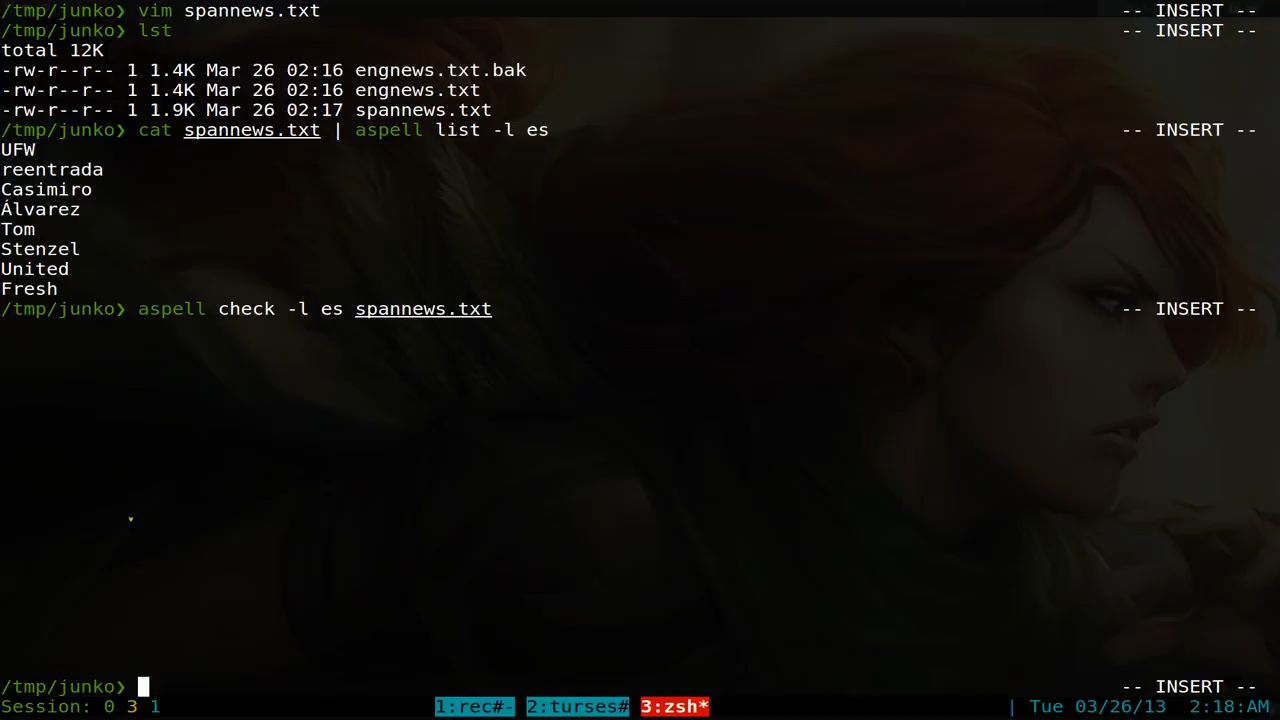 /tmp/junko❯ vim spannews.txt -- INSERT --
/tmp/junko❯ lst -- INSERT --
total 12K
-rw-r--r-- 1 1.4K Mar 26 02:16 engnews.txt.bak
-rw-r--r-- 1 1.4K Mar 26 02:16 engnews.txt
-rw-r--r-- 1 1.9K Mar 26 02:17 spannews.txt
/tmp/junko❯ cat spannews.txt | aspell list -l es -- INSERT --
UFW
reentrada
Casimiro
Álvarez
Tom
Stenzel
United
Fresh
/tmp/junko❯ aspell check -l es spannews.txt -- INSERT --
/tmp/junko❯ -- INSERT --
Session: 0 3 1 1:rec#- 2:turses# 3:zsh* | Tue 03/26/13 2:18:AM